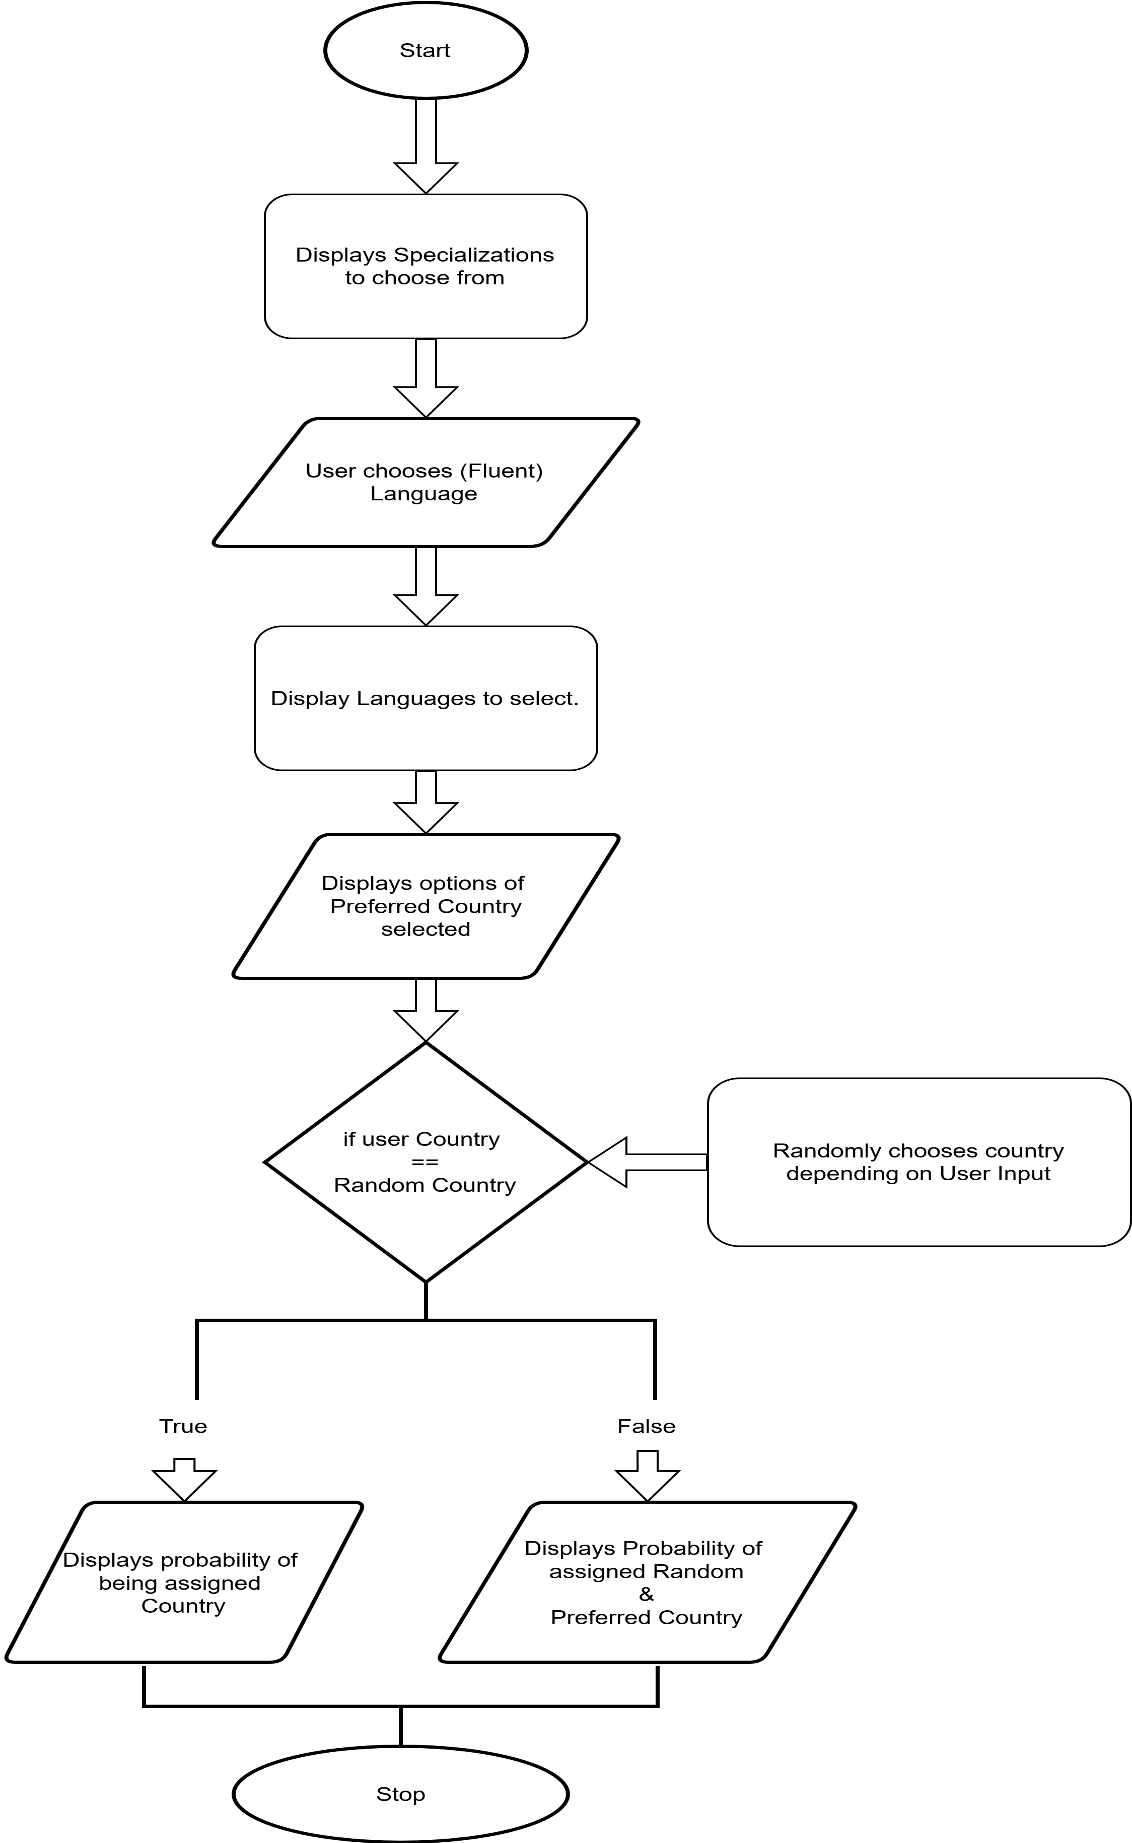 Start
Displays Specializations
to choose from
User chooses (Fluent)
Language
Display Languages to select.
Displays options of
Preferred Country
selected
if user Country
==
Random Country
Randomly chooses country
depending on User Input
True
False
Displays probability of
being assigned
Country
Displays Probability of
assigned Random
&
Preferred Country
Stop